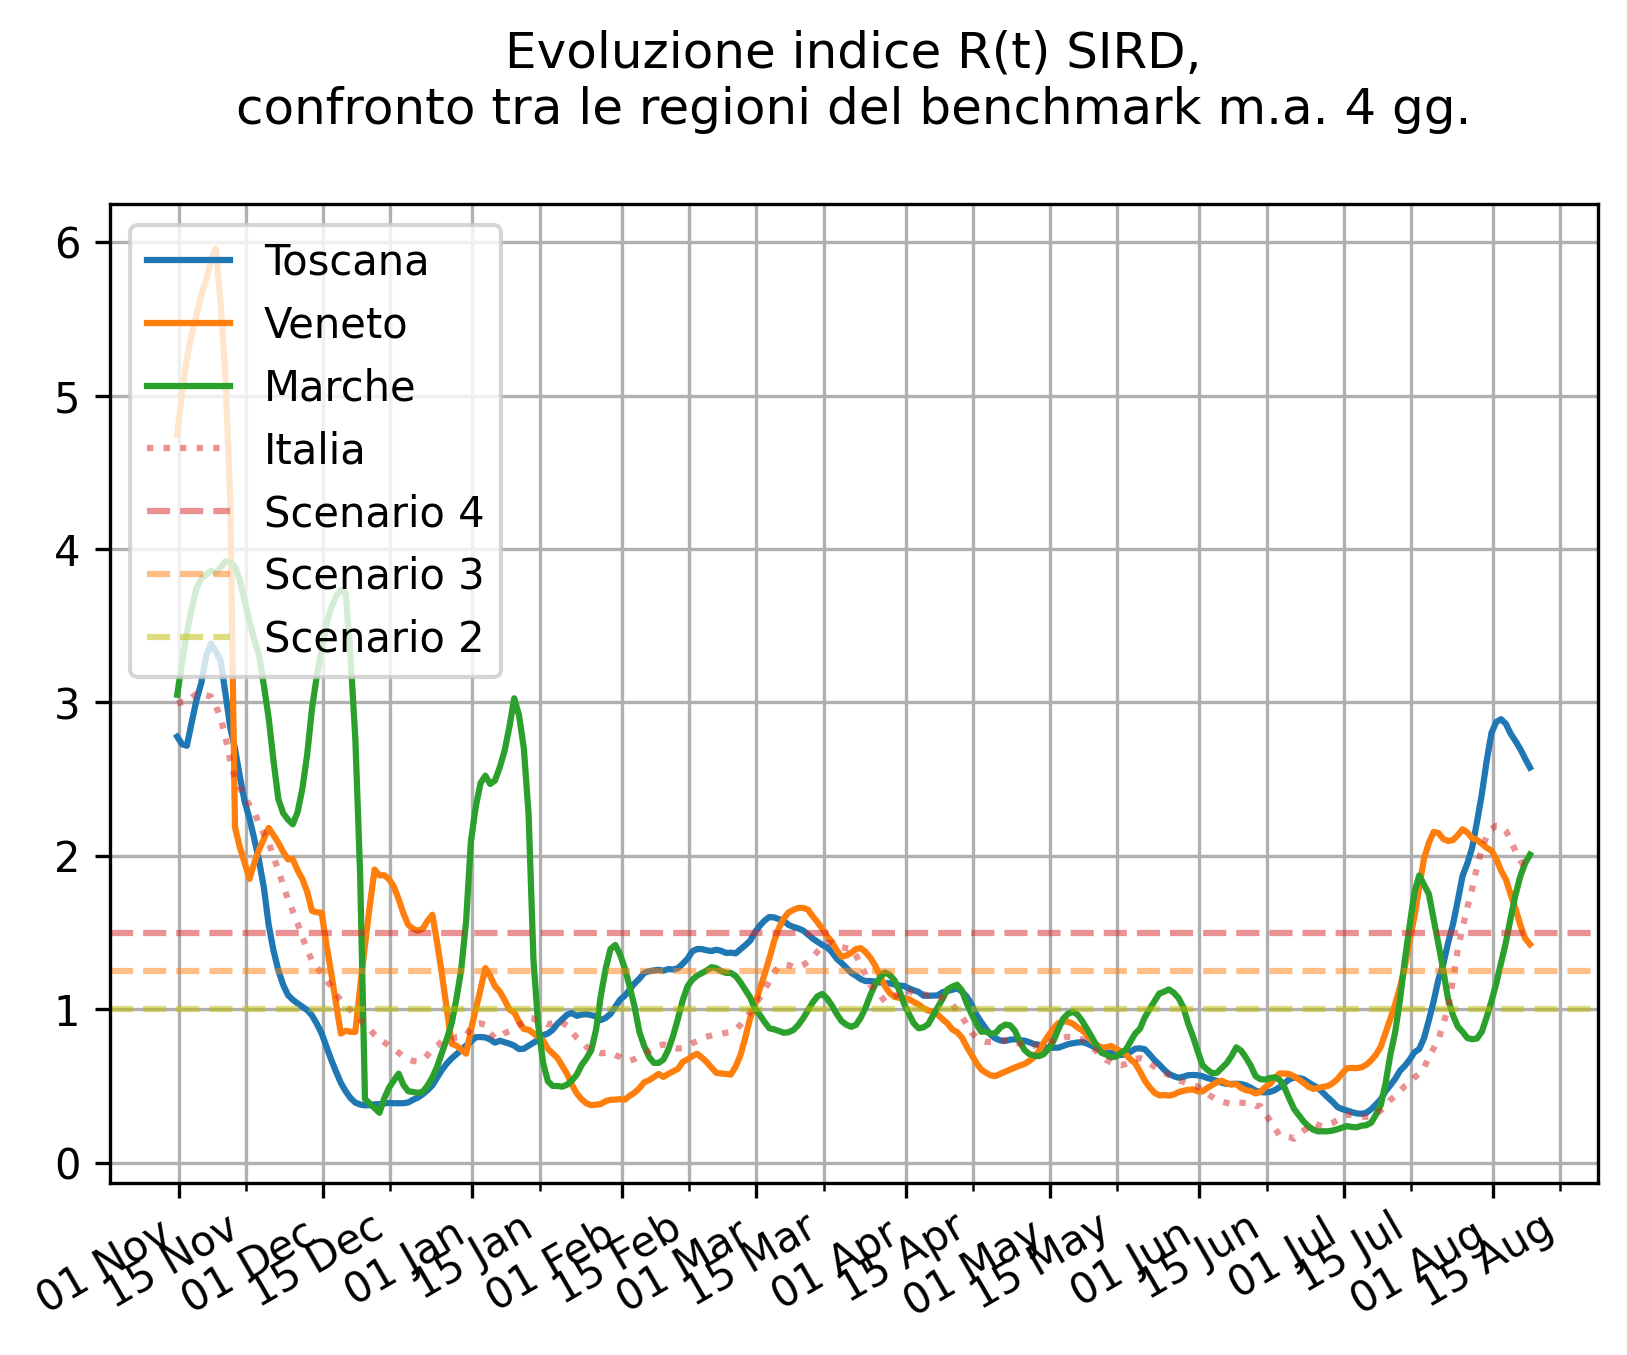 Evoluzione indice R(t) SIRD,
confronto tra le regioni del benchmark m.a. 4 gg.
6
5
4
3
2
1
0
Toscana
Veneto
Marche
Italia
Scenario 4
Scenario 3
Scenario 2
01 Nov
15 Nov
01 Dec
15 Dec
01 Jan
15 Jan
01 Feb
15 Feb
01 Mar
15 Mar
01 Apr
15 Apr
01 May
15 May
01 Jun
15 Jun
01 Jul
15 Jul
01 Aug
15 Aug